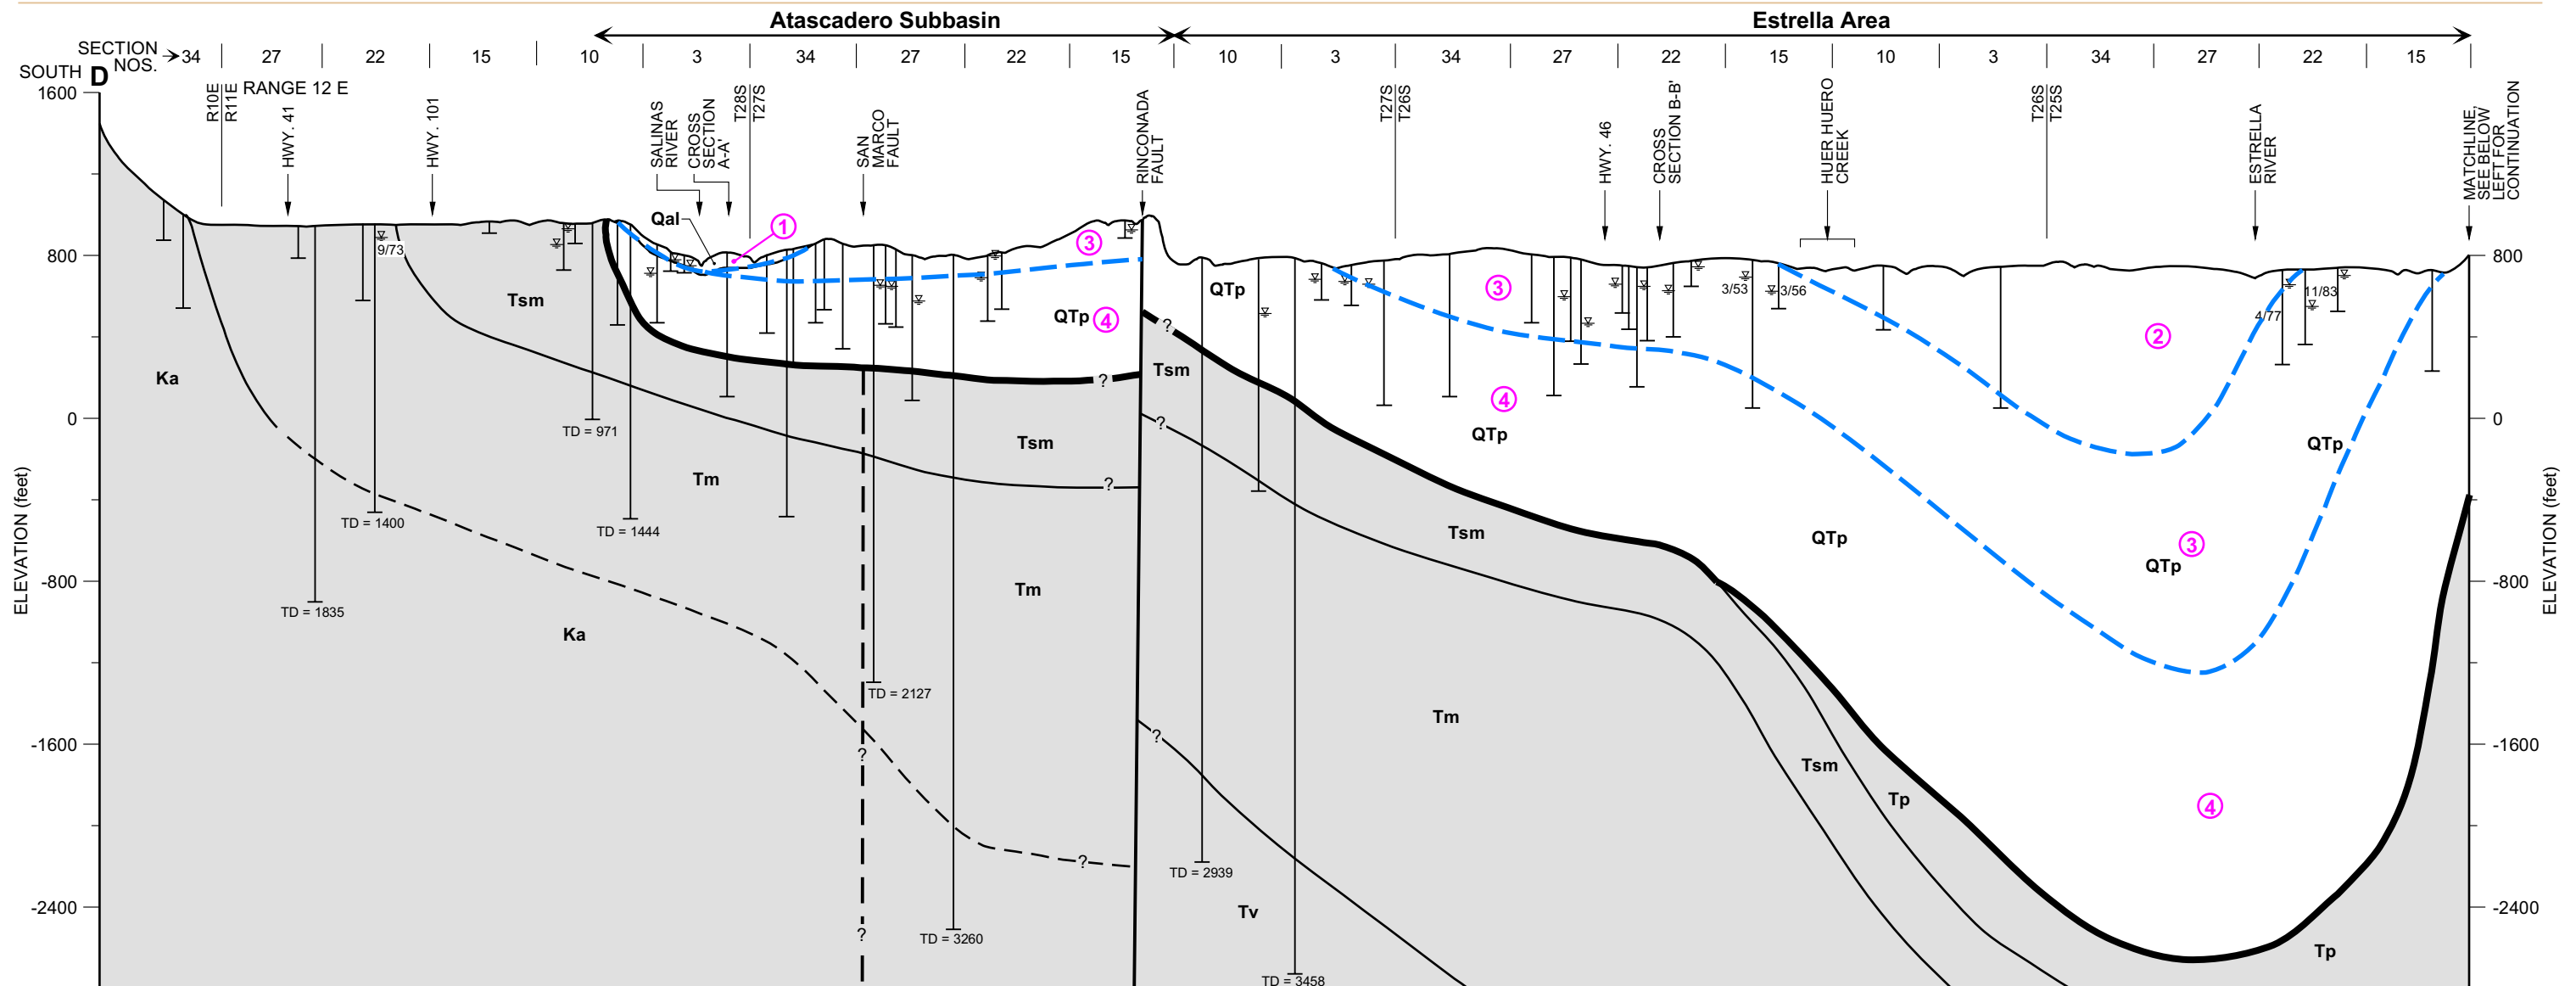 Atascadero Subbasin
Estrella Area
SECTION NOS.
34 27 22 15 10 3 34 27 22 15 10 3 34 27 22 15 10 3 34 27 22 15
SOUTH
D
RANGE 12 E
R10E
R11E
HWY. 41
HWY. 101
SALINAS
RIVER
CROSS
SECTION
A-A'
T28S
T27S
SAN
MARCO
FAULT
RINCONADA
FAULT
T27S
T26S
HWY. 46
CROSS
SECTION B-B'
HUER HUERO
CREEK
T26S
T25S
ESTRELLA
RIVER
MATCHLINE,
SEE BELOW
LEFT FOR
CONTINUATION
1600
800
0
-800
-1600
-2400
ELEVATION (feet)
Qal
1
3
9/73
Tsm
QTp 4
Ka
TD = 971
Tm
Tsm
?
?
TD = 1400
TD = 1444
TD = 1835
Ka
Tm
TD = 2127
?
?
?
TD = 3260
QTp
?
Tsm
?
?
TD = 2939
Tv
TD = 3458
3
4
QTp
Tsm
Tm
3/53
3/56
QTp
Tsm
Tp
2
4/77
11/83
QTp
3
QTp
4
Tp
800
0
-800
-1600
-2400
ELEVATION (feet)